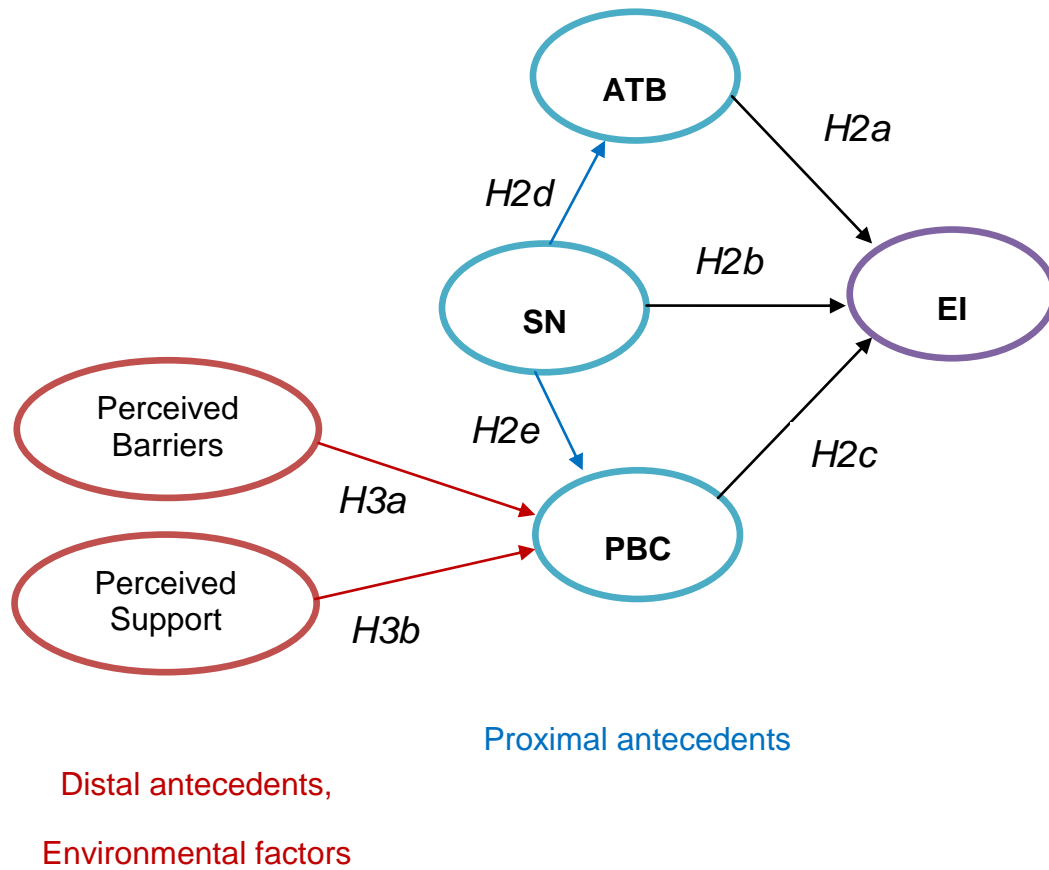 ATB
H2a
H2d
H2b
SN
EI
Perceived
Barriers
H2e
H2c
H3a
PBC
Perceived
Support
H3b
Proximal antecedents
Distal antecedents,
Environmental factors